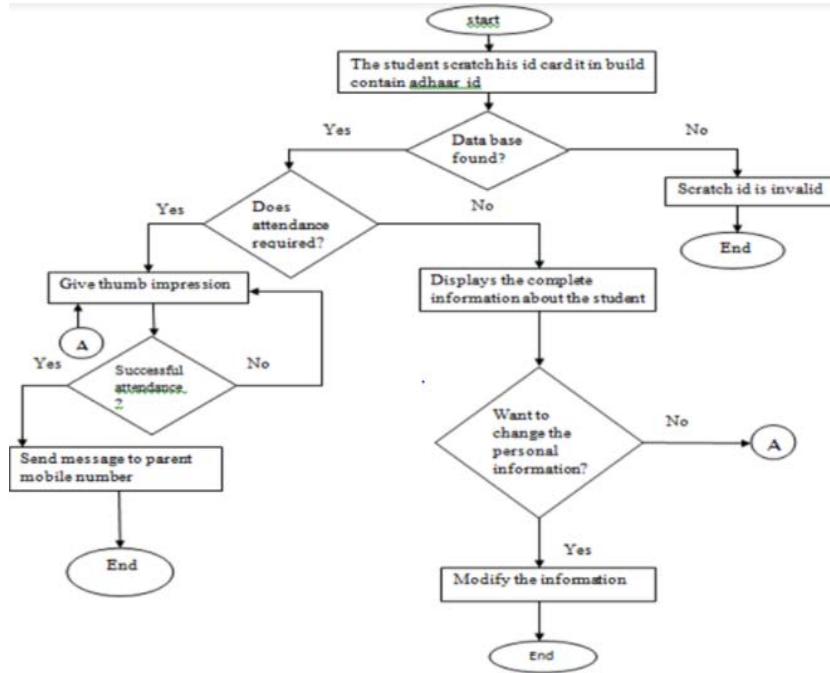 start
The student scratch his id card it in build
contain adhaar id
Yes
Data base
found?
No
Scratch id is invalid
End
Yes
Does
attendance
required?
No
Give thumb impression
Displays the complete
information about the student
A
Yes
Successful
attendance
?
No
Want to
change the
personal
information?
No
A
Send message to parent
mobile number
End
Yes
Modify the information
End